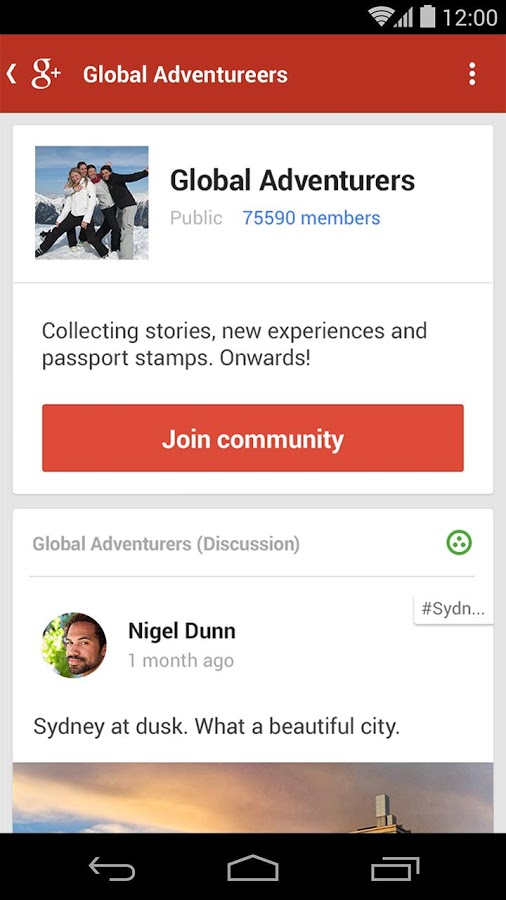 12:00
g+ Global Adventureers
Global Adventurers
Public 75590 members
Collecting stories, new experiences and
passport stamps. Onwards!
Join community
Global Adventurers (Discussion)
#Sydn...
Nigel Dunn
1 month ago
Sydney at dusk. What a beautiful city.